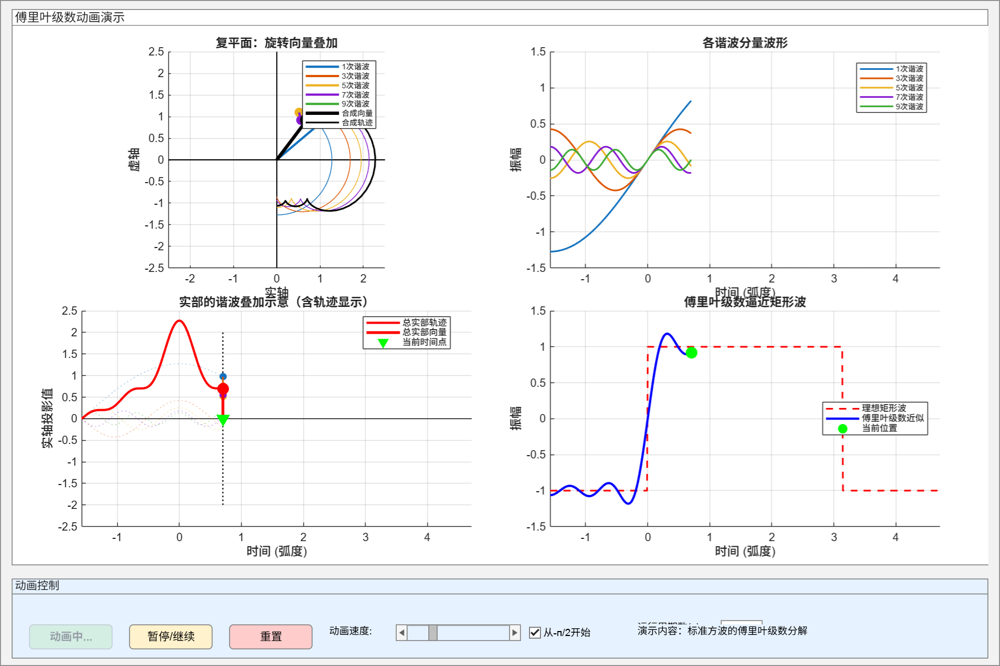 傅里叶级数动画演示
复平面：旋转向量叠加
2.5
2
1.5
1
0.5
0
-0.5
-1
-1.5
-2
-2.5
-2
-1
0
1
2
虚轴
实轴
1次谐波
3次谐波
5次谐波
7次谐波
9次谐波
合成向量
合成轨迹
各谐波分量波形
1.5
1
0.5
0
-0.5
-1
-1.5
-1
0
1
2
3
4
振幅
时间 (弧度)
1次谐波
3次谐波
5次谐波
7次谐波
9次谐波
实部的谐波叠加示意（含轨迹显示）
2.5
2
1.5
1
0.5
0
-0.5
-1
-1.5
-2
-2.5
-1
0
1
2
3
4
实轴投影值
时间 (弧度)
总实部轨迹
总实部向量
当前时间点
傅里叶级数逼近矩形波
1.5
1
0.5
0
-0.5
-1
-1.5
-1
0
1
2
3
4
振幅
时间 (弧度)
理想矩形波
傅里叶级数近似
当前位置
动画控制
动画中...
暂停/继续
重置
动画速度:
从-π/2开始
演示内容：标准方波的傅里叶级数分解